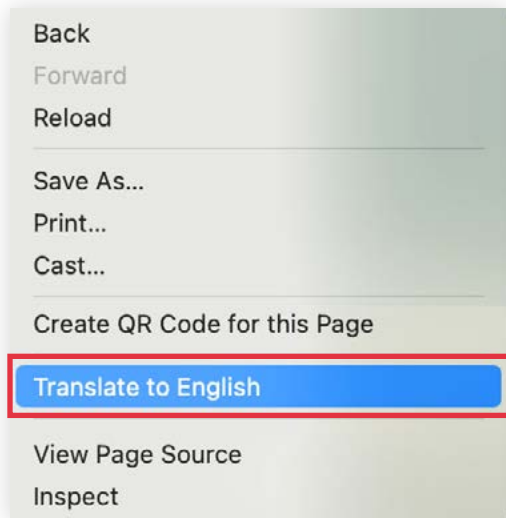 Back
Forward
Reload
Save As...
Print...
Cast...
Create QR Code for this Page
Translate to English
View Page Source
Inspect